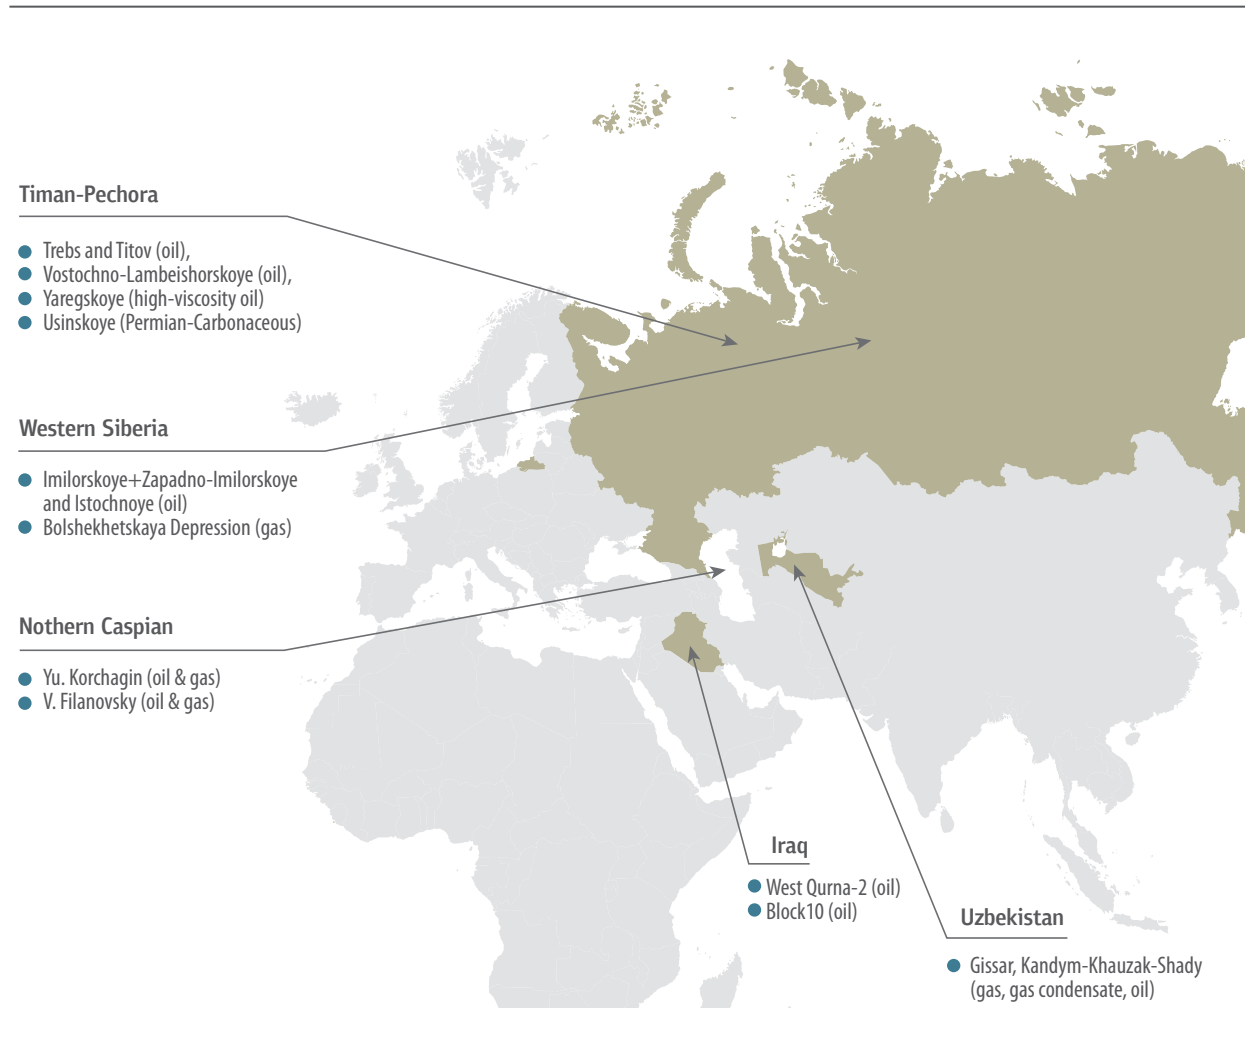 Timan-Pechora
Trebs and Titov (oil),
Vostochno-Lambeishorskoye (oil),
Yaregskoye (high-viscosity oil)
Usinskoye (Permian-Carbonaceous)
Western Siberia
Imilorskoye+Zapadno-Imilorskoye
and Istochnoye (oil)
Bolshekhetskaya Depression (gas)
Nothern Caspian
Yu. Korchagin (oil & gas)
V. Filanovsky (oil & gas)
Iraq
West Qurna-2 (oil)
Block10 (oil)
Uzbekistan
Gissar, Kandym-Khauzak-Shady
(gas, gas condensate, oil)